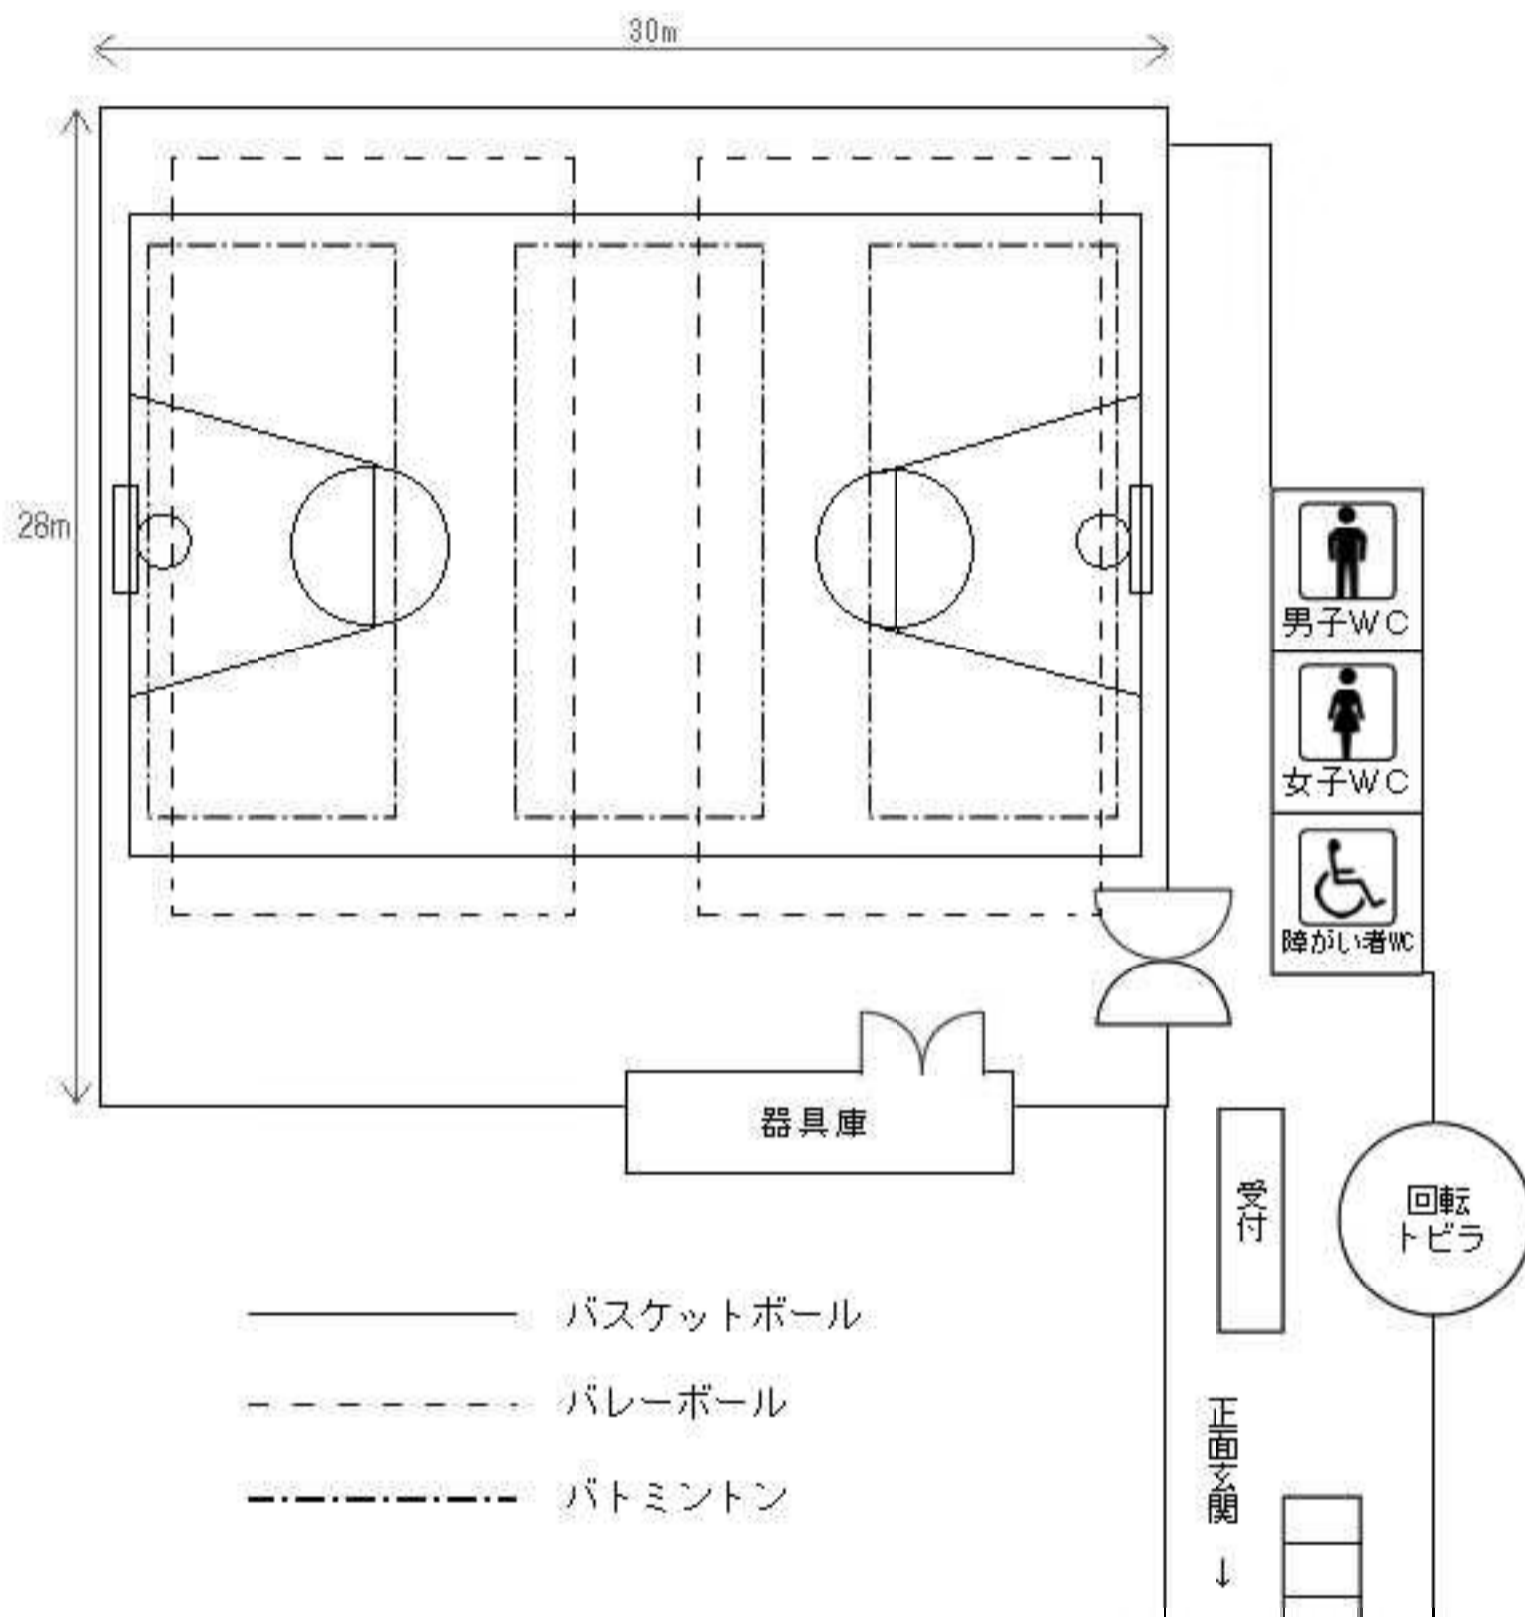 30m
28m
男子WC
女子WC
障がい者WC
器具庫
受付
回転
トビラ
バスケットボール
バレーボール
バトミントン
正面玄関 ↓